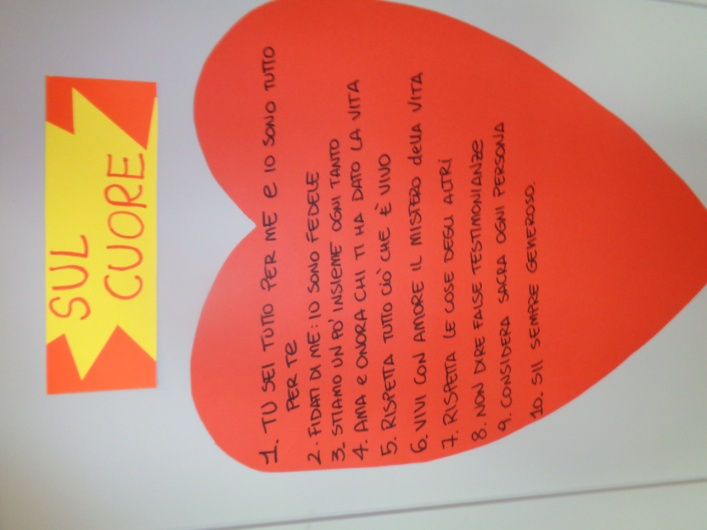 SUL
CUORE
1. TU SEI TUTTO PER ME e IO SONO TUTTO
PER TE
2. FIDATI DI ME: IO SONO FEDELE
3. STIAMO UN PO' INSIEME OGNI TANTO
4. AMA e ONORA CHI TI HA DATO LA VITA
5. RISPETTA TUTTO CIÒ CHE È VIVO
6. VIVI CON AMORE IL MISTERO della VITA
7. RISPETTA LE COSE DEGLI ALTRI
8. NON DIRE FALSE TESTIMONIANZE
9. CONSIDERA SACRA OGNI PERSONA
10. SII SEMPRE GENEROSO.